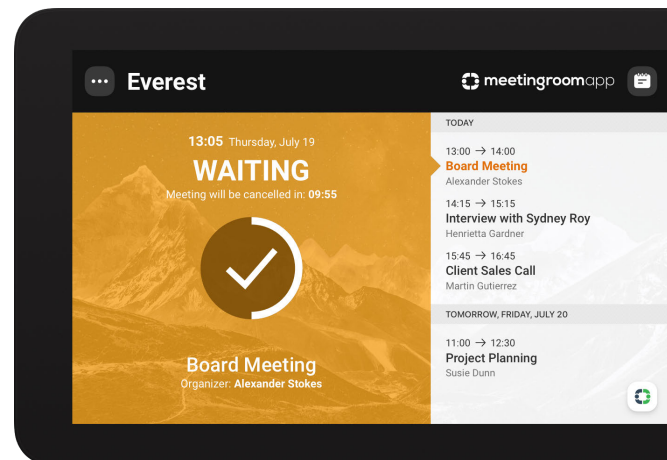 Everest
meetingroomapp
13:05 Thursday, July 19
WAITING
Meeting will be cancelled in: 09:55
Board Meeting
Organizer: Alexander Stokes
TODAY
13:00 → 14:00
Board Meeting
Alexander Stokes
14:15 → 15:15
Interview with Sydney Roy
Henrietta Gardner
15:45 → 16:45
Client Sales Call
Martin Gutierrez
TOMORROW, FRIDAY, JULY 20
11:00 → 12:30
Project Planning
Susie Dunn